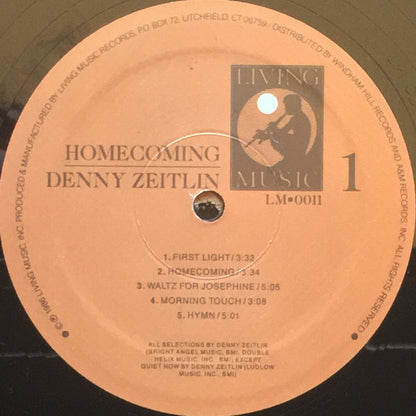 © ℗ 1986 LIVING MUSIC, INC. PRODUCED & MANUFACTURED BY LIVING MUSIC RECORDS, INC. P.O. BOX 72, LITCHFIELD, CT 06759 / DISTRIBUTED BY WINDHAM HILL RECORDS AND A&M RECORDS, INC. ALL RIGHTS RESERVED
LIVING
MUSIC
HOMECOMING
DENNY ZEITLIN
LM•0011
1
1. FIRST LIGHT/3:32
2. HOMECOMING/3:34
3. WALTZ FOR JOSEPHINE/5:05
4. MORNING TOUCH/3:08
5. HYMN/5:01
ALL SELECTIONS BY DENNY ZEITLIN
(BRIGHT ANGEL MUSIC, BMI, DOUBLE
HELIX MUSIC, INC., BMI) EXCEPT
QUIET NOW BY DENNY ZEITLIN (LUDLOW
MUSIC, INC., BMI)